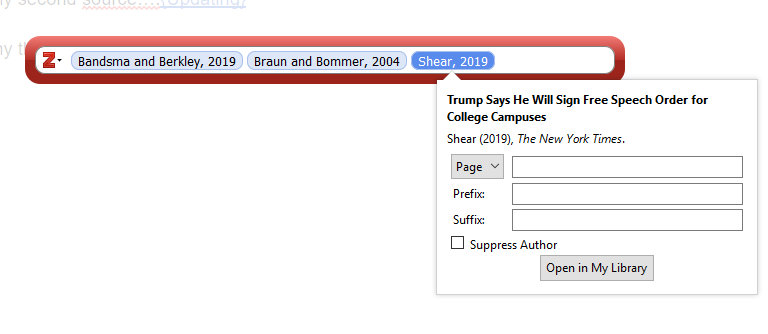 my second source....{Updating}
ny th
Z Bandsma and Berkley, 2019 Braun and Bommer, 2004 Shear, 2019
Trump Says He Will Sign Free Speech Order for
College Campuses
Shear (2019), The New York Times.
Page
Prefix:
Suffix:
Suppress Author
Open in My Library